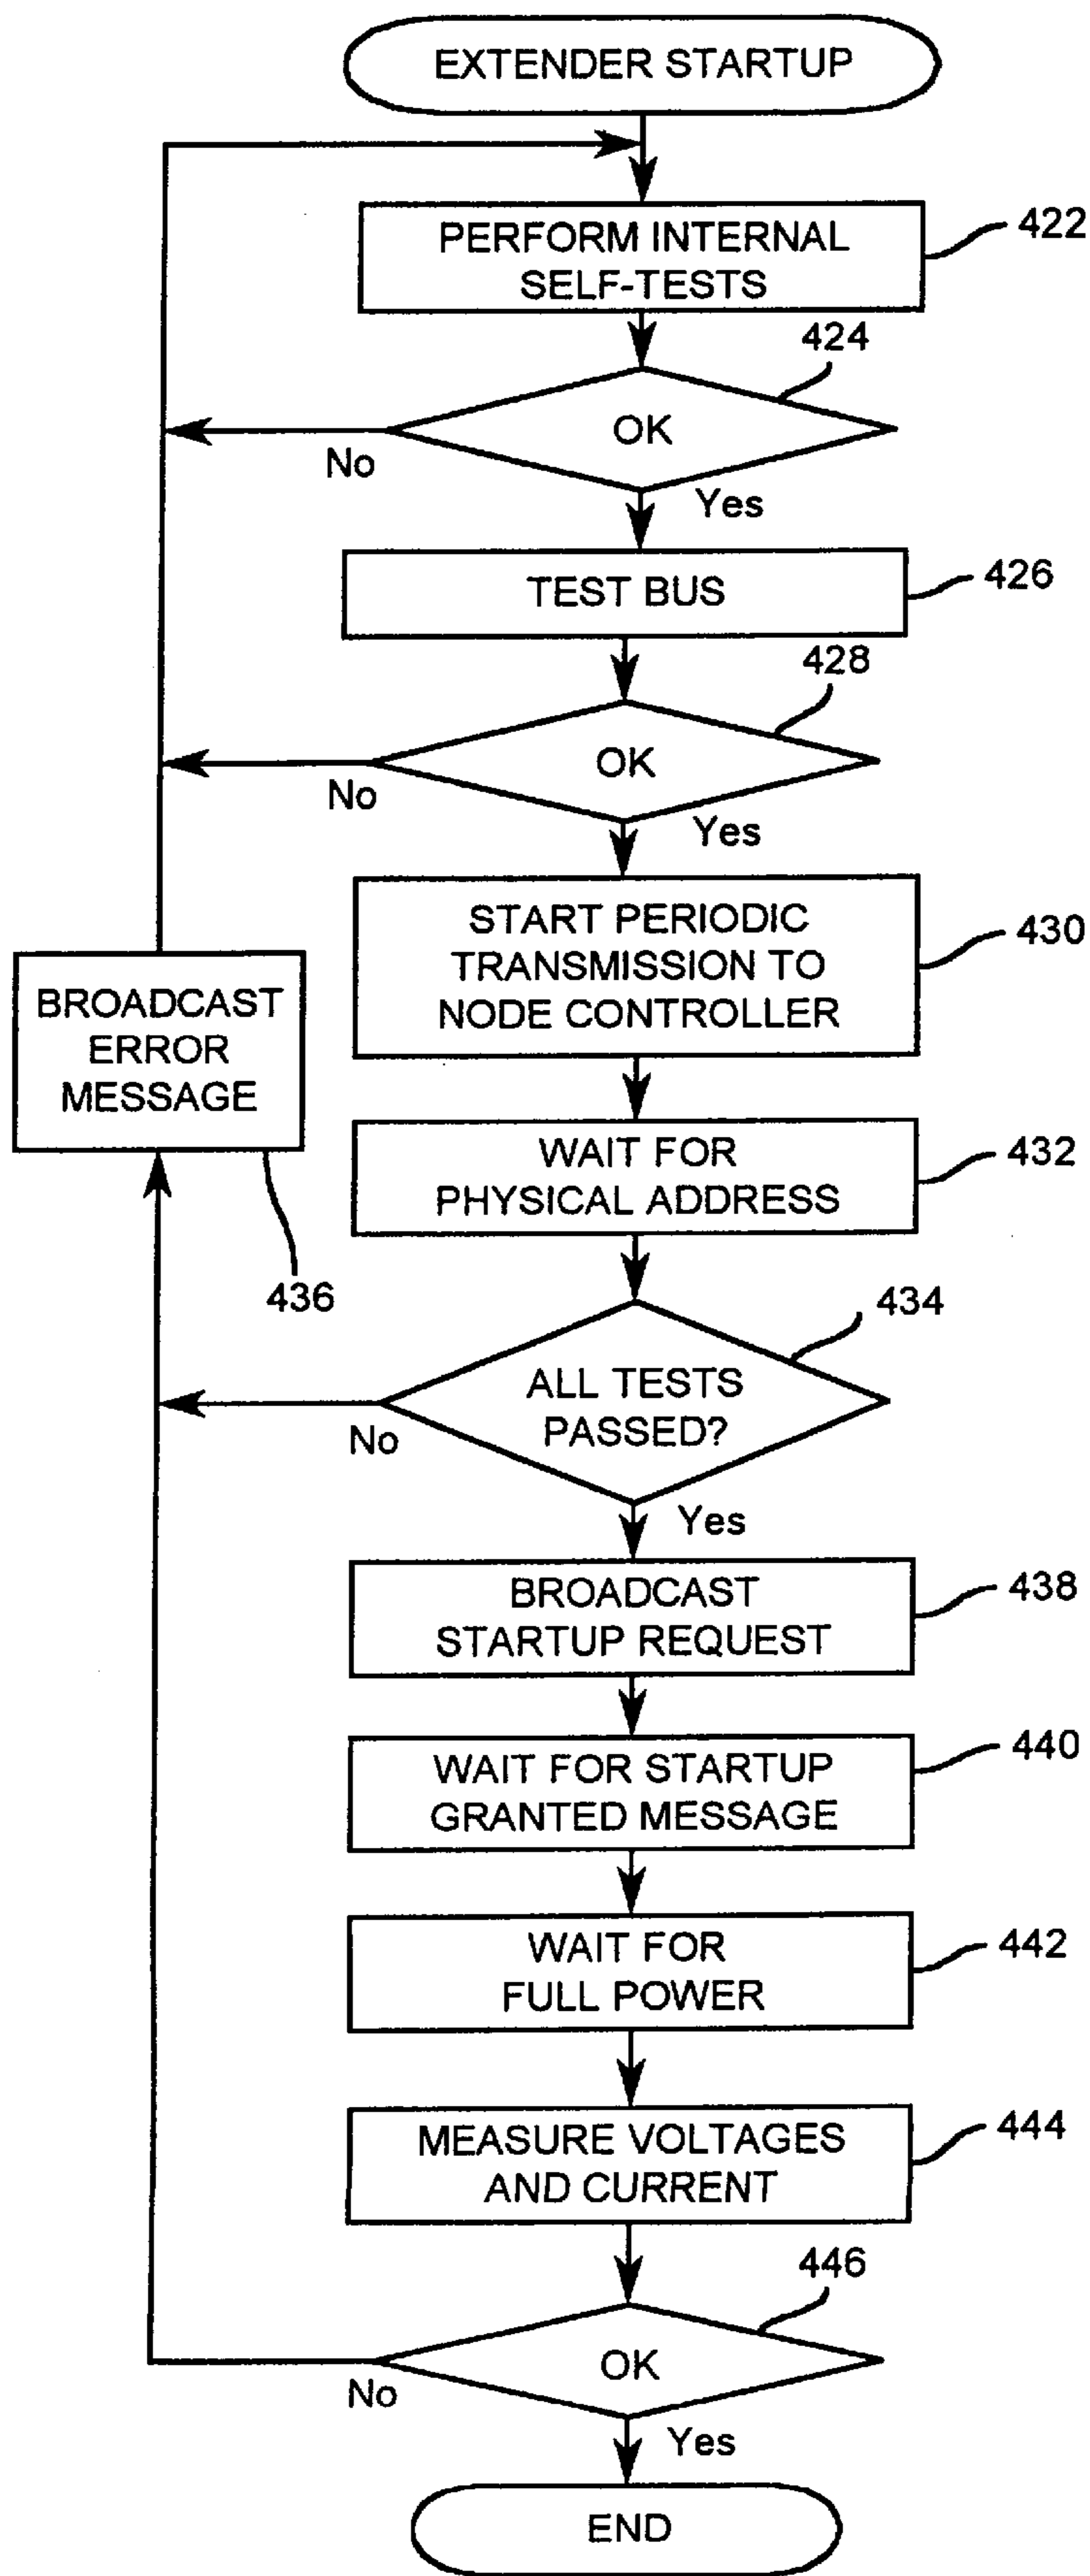 EXTENDER STARTUP
PERFORM INTERNAL
SELF-TESTS
422
424
OK
No
Yes
TEST BUS
426
428
OK
No
Yes
START PERIODIC
TRANSMISSION TO
NODE CONTROLLER
430
BROADCAST
ERROR
MESSAGE
436
WAIT FOR
PHYSICAL ADDRESS
432
434
ALL TESTS
PASSED?
No
Yes
BROADCAST
STARTUP REQUEST
438
WAIT FOR STARTUP
GRANTED MESSAGE
440
WAIT FOR
FULL POWER
442
MEASURE VOLTAGES
AND CURRENT
444
446
OK
No
Yes
END